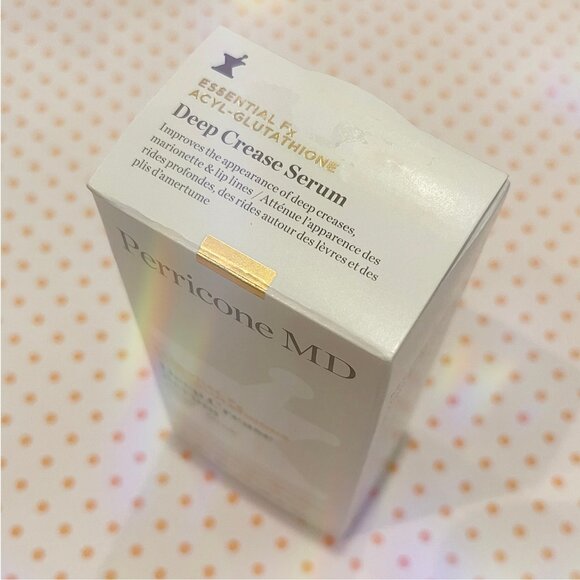 ESSENTIAL Fx
ACYL-GLUTATHIONE
Deep Crease Serum
Improves the appearance of deep creases,
marionette & lip lines / Atténue l'apparence des
rides profondes, des rides autour des lèvres et des
plis d'amertume
Perricone MD